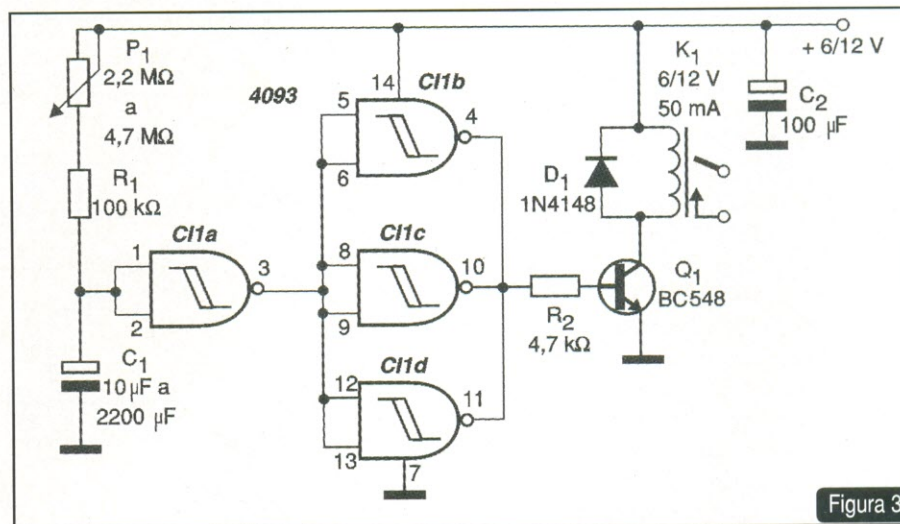 P1
2,2 MΩ
a
4,7 MΩ
R1
100 kΩ
C1
10 µF a
2200 µF
1
2
CI1a
3
4093
14
5
6
CI1b
4
8
9
CI1c
10
12
13
CI1d
11
7
R2
4,7 kΩ
D1
1N4148
K1
6/12 V
50 mA
Q1
BC548
+ 6/12 V
C2
100 µF
Figura 3